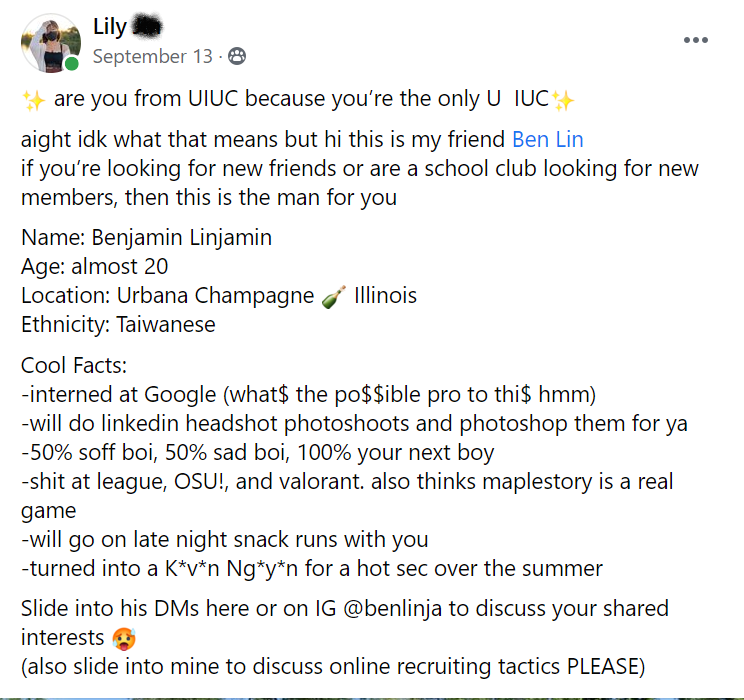 Lily
September 13 ·
✨ are you from UIUC because you're the only U  IUC✨
aight idk what that means but hi this is my friend Ben Lin
if you're looking for new friends or are a school club looking for new
members, then this is the man for you
Name: Benjamin Linjamin
Age: almost 20
Location: Urbana Champagne 🍾 Illinois
Ethnicity: Taiwanese
Cool Facts:
-interned at Google (what$ the po$$ible pro to thi$ hmm)
-will do linkedin headshot photoshoots and photoshop them for ya
-50% soff boi, 50% sad boi, 100% your next boy
-shit at league, OSU!, and valorant. also thinks maplestory is a real
game
-will go on late night snack runs with you
-turned into a K*v*n Ng*y*n for a hot sec over the summer
Slide into his DMs here or on IG @benlinja to discuss your shared
interests 🥵
(also slide into mine to discuss online recruiting tactics PLEASE)